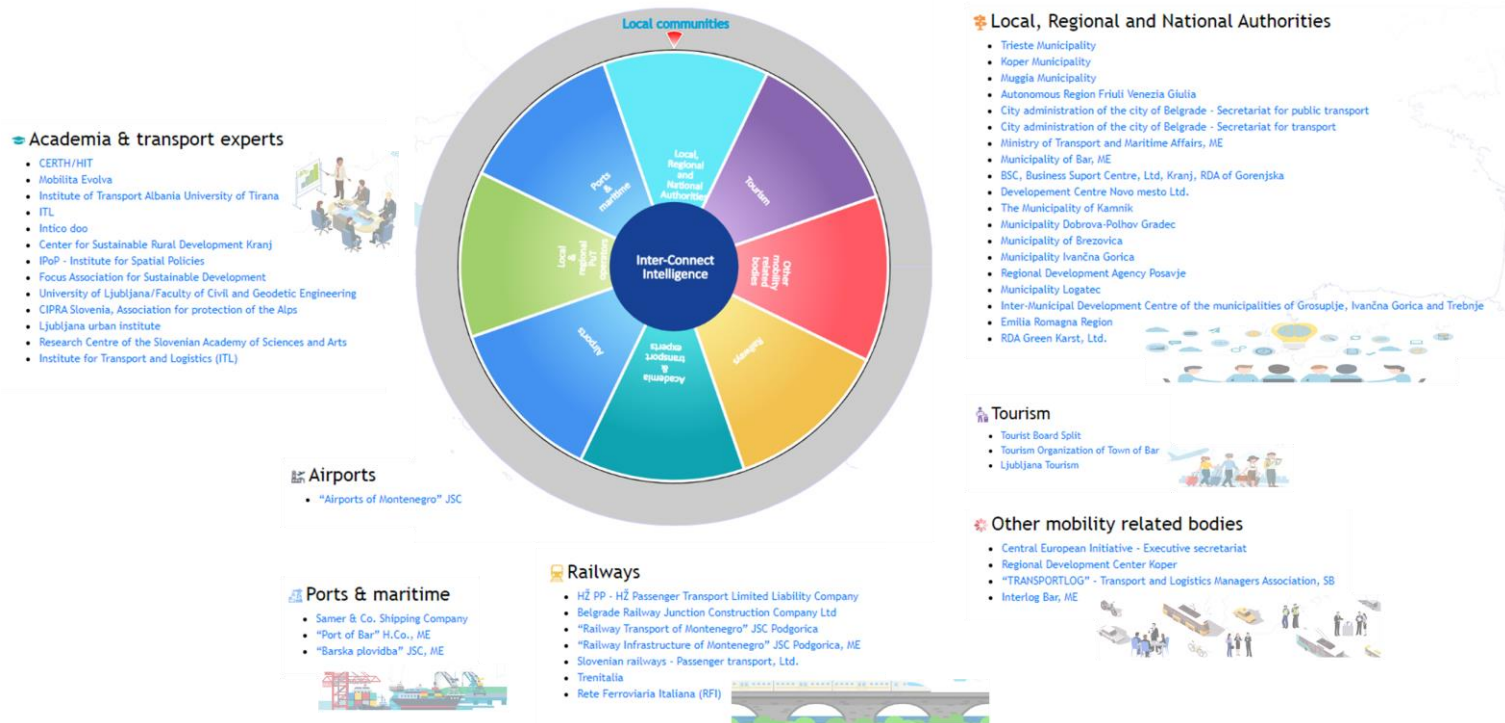 Local communities
Local,
Regional
and
National
Authorities
Tourism
Other
mobility
related
bodies
Railways
Academia
&
transport
experts
Airports
Local
&
regional
PuT
operators
Ports
&
maritime
Inter-Connect
Intelligence
Academia & transport experts
CERTH/HIT
Mobilita Evolva
Institute of Transport Albania University of Tirana
ITL
Intico doo
Center for Sustainable Rural Development Kranj
IPoP - Institute for Spatial Policies
Focus Association for Sustainable Development
University of Ljubljana/Faculty of Civil and Geodetic Engineering
CIPRA Slovenia, Association for protection of the Alps
Ljubljana urban institute
Research Centre of the Slovenian Academy of Sciences and Arts
Institute for Transport and Logistics (ITL)
Airports
“Airports of Montenegro” JSC
Ports & maritime
Samer & Co. Shipping Company
“Port of Bar” H.Co., ME
“Barska plovidba” JSC, ME
Railways
HŽ PP - HŽ Passenger Transport Limited Liability Company
Belgrade Railway Junction Construction Company Ltd
“Railway Transport of Montenegro” JSC Podgorica
“Railway Infrastructure of Montenegro” JSC Podgorica, ME
Slovenian railways - Passenger transport, Ltd.
Trenitalia
Rete Ferroviaria Italiana (RFI)
Local, Regional and National Authorities
Trieste Municipality
Koper Municipality
Muggia Municipality
Autonomous Region Friuli Venezia Giulia
City administration of the city of Belgrade - Secretariat for public transport
City administration of the city of Belgrade - Secretariat for transport
Ministry of Transport and Maritime Affairs, ME
Municipality of Bar, ME
BSC, Business Suport Centre, Ltd, Kranj, RDA of Gorenjska
Developement Centre Novo mesto Ltd.
The Municipality of Kamnik
Municipality Dobrova-Polhov Gradec
Municipality of Brezovica
Municipality Ivančna Gorica
Regional Development Agency Posavje
Municipality Logatec
Inter-Municipal Development Centre of the municipalities of Grosuplje, Ivančna Gorica and Trebnje
Emilia Romagna Region
RDA Green Karst, Ltd.
Tourism
Tourist Board Split
Tourism Organization of Town of Bar
Ljubljana Tourism
Other mobility related bodies
Central European Initiative - Executive secretariat
Regional Development Center Koper
“TRANSPORTLOG” - Transport and Logistics Managers Association, SB
Interlog Bar, ME